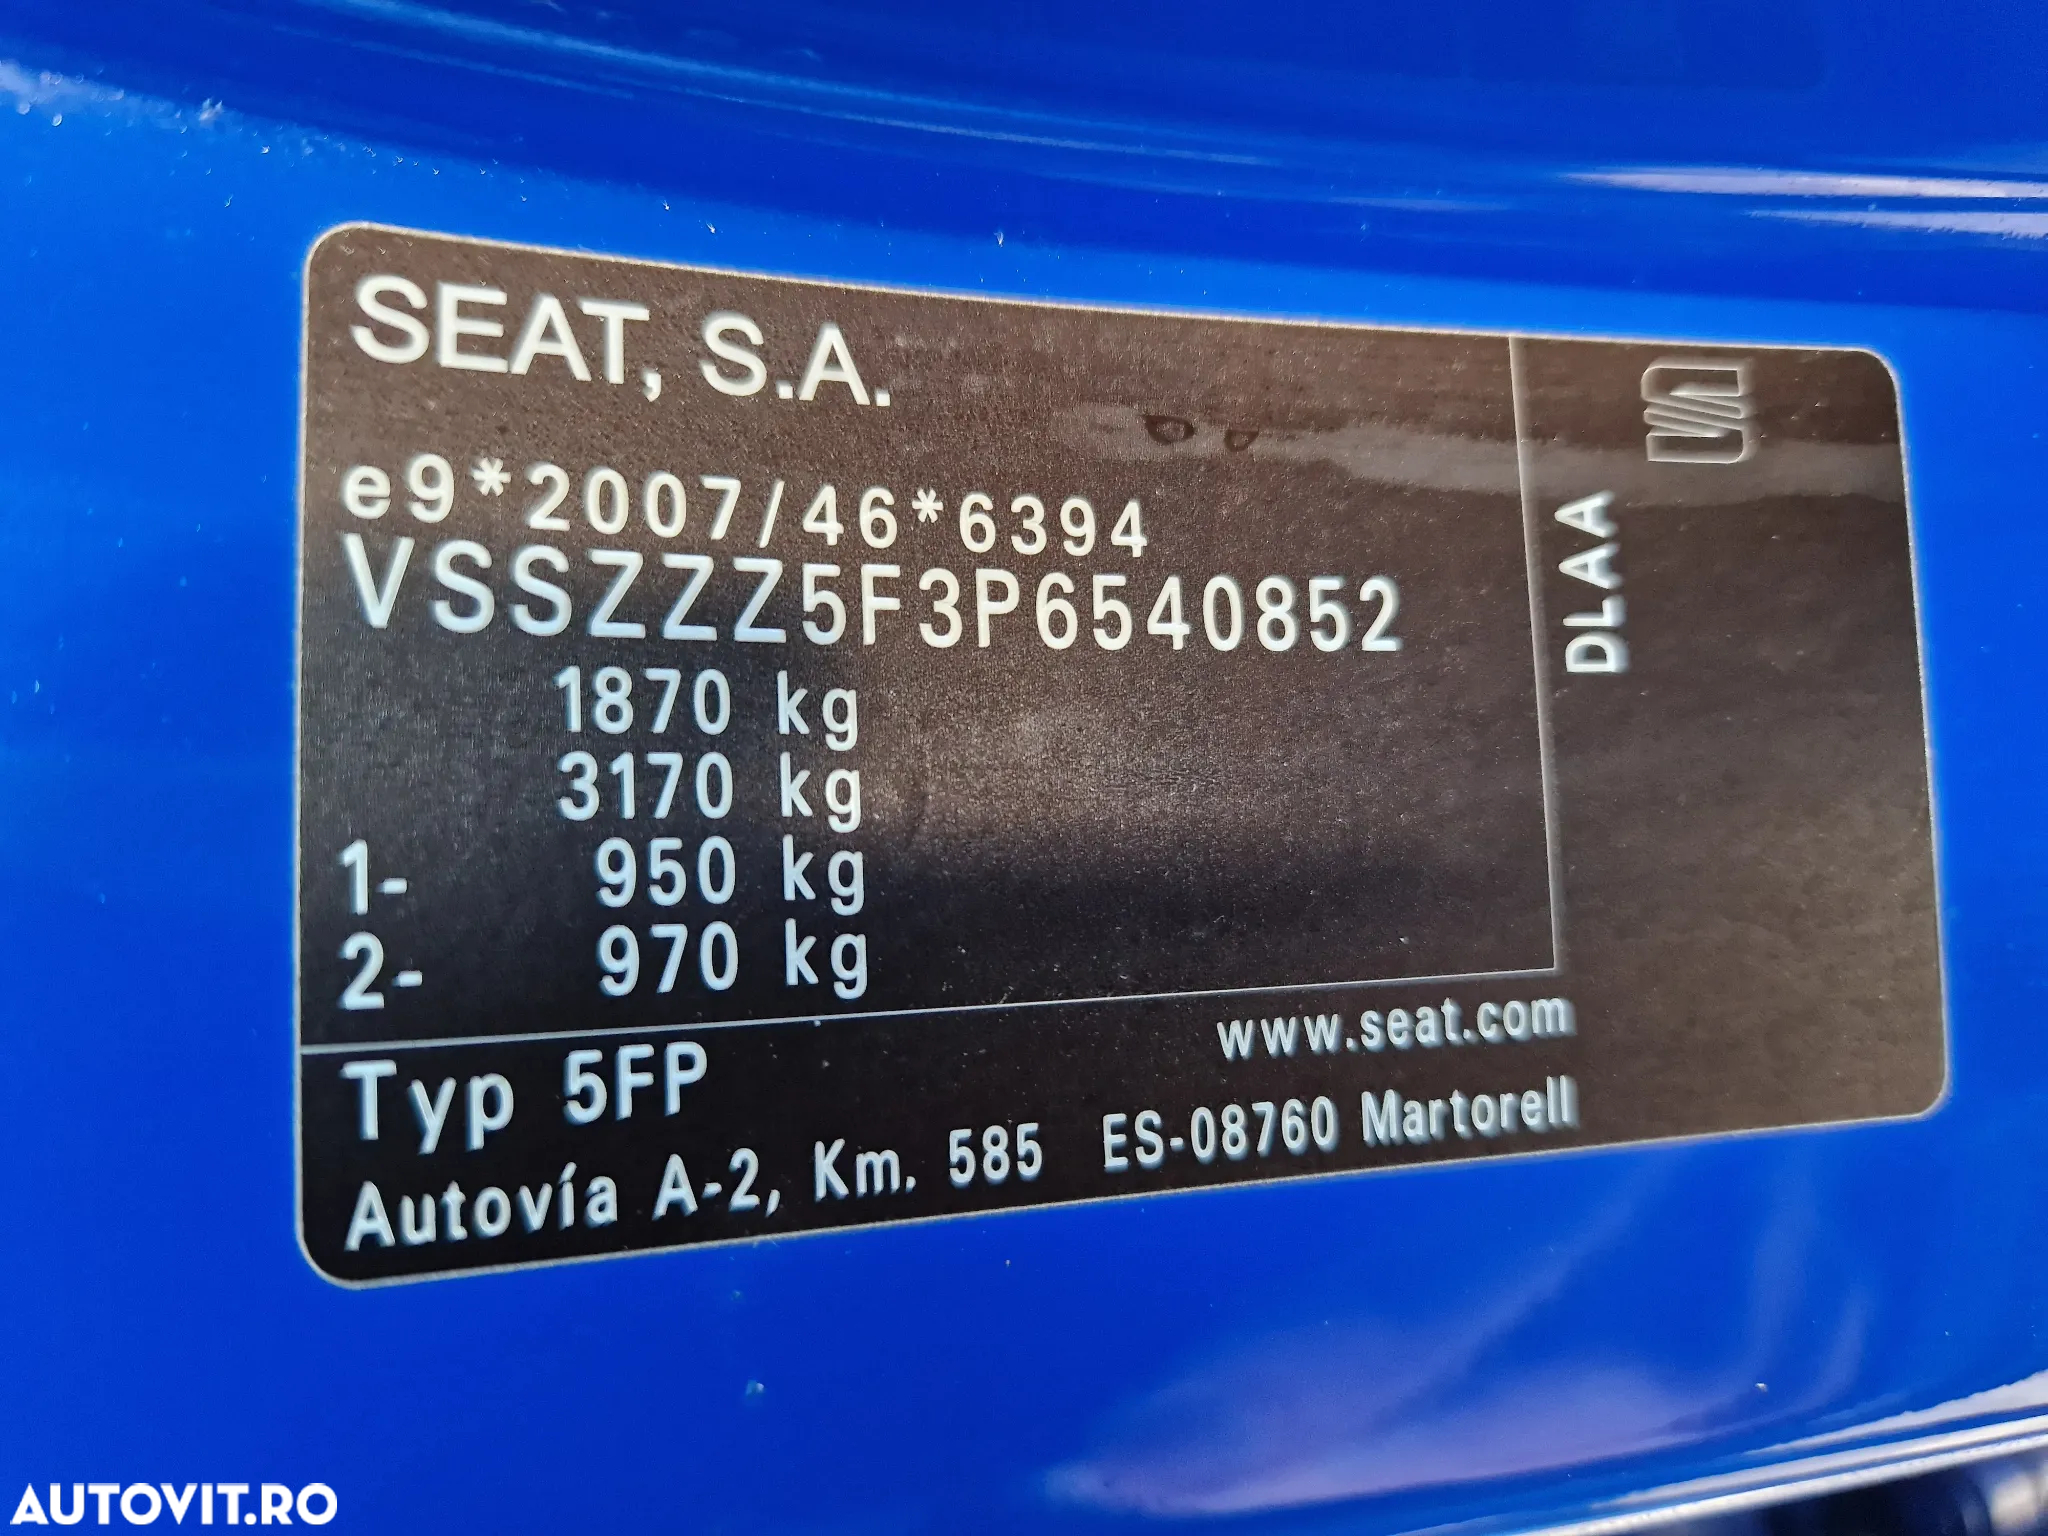 SEAT, S.A.
e9*2007/46*6394
VSSZZZ5F3P6540852
1870 kg
3170 kg
1- 950 kg
2- 970 kg
DLAA
www.seat.com
Typ 5FP
Autovía A-2, Km. 585 ES-08760 Martorell
AUTOVIT.RO